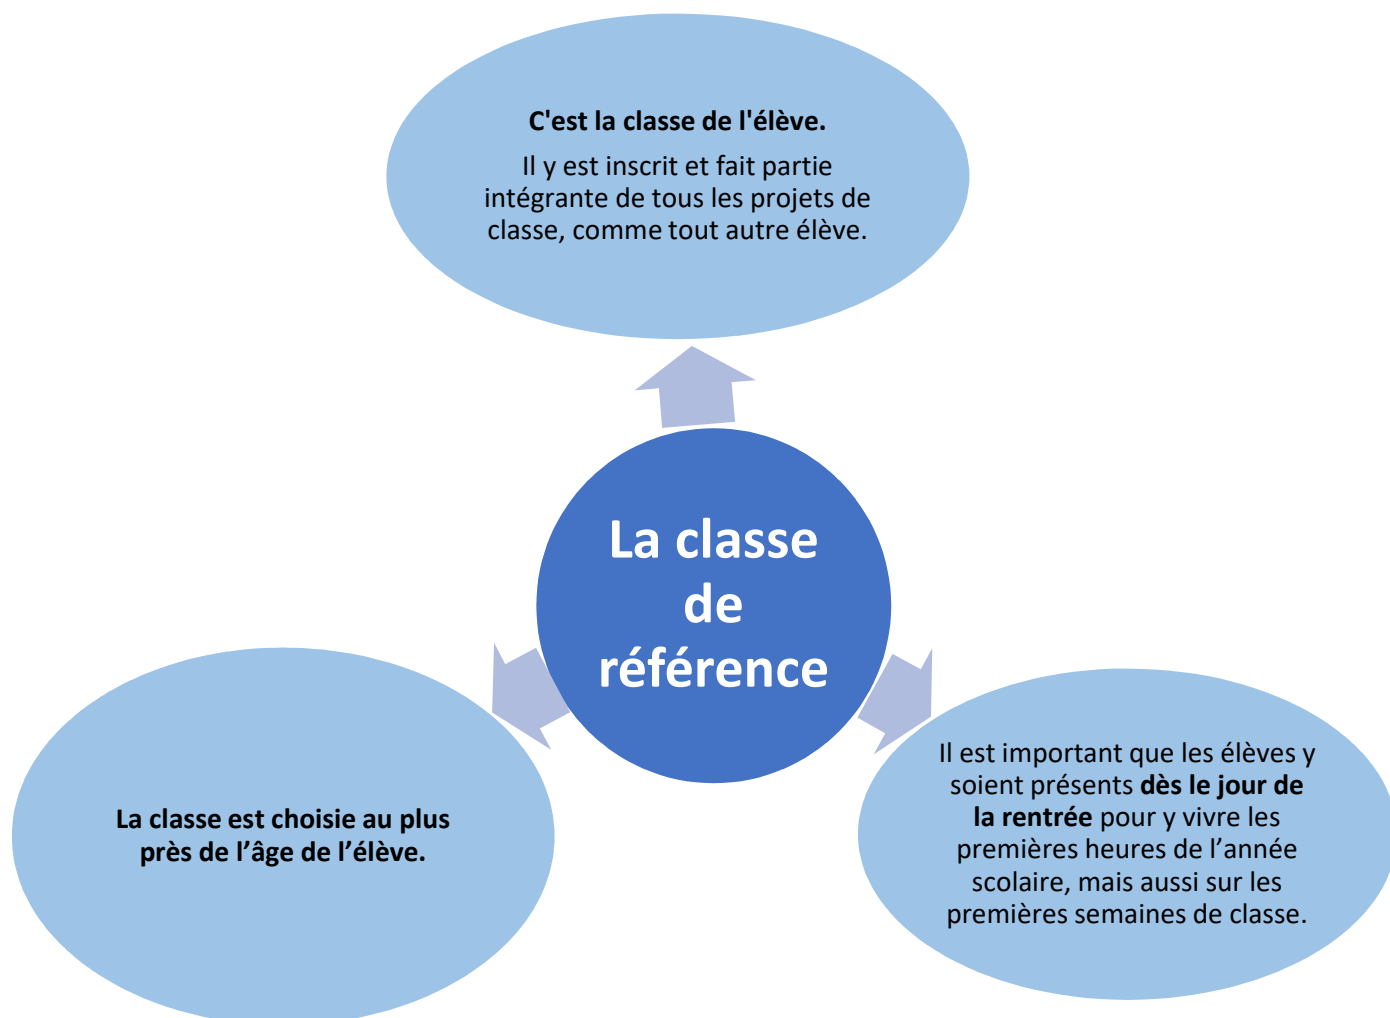 C'est la classe de l'élève.
Il y est inscrit et fait partie
intégrante de tous les projets de
classe, comme tout autre élève.
La classe
de
référence
La classe est choisie au plus
près de l’âge de l’élève.
Il est important que les élèves y
soient présents dès le jour de
la rentrée pour y vivre les
premières heures de l’année
scolaire, mais aussi sur les
premières semaines de classe.